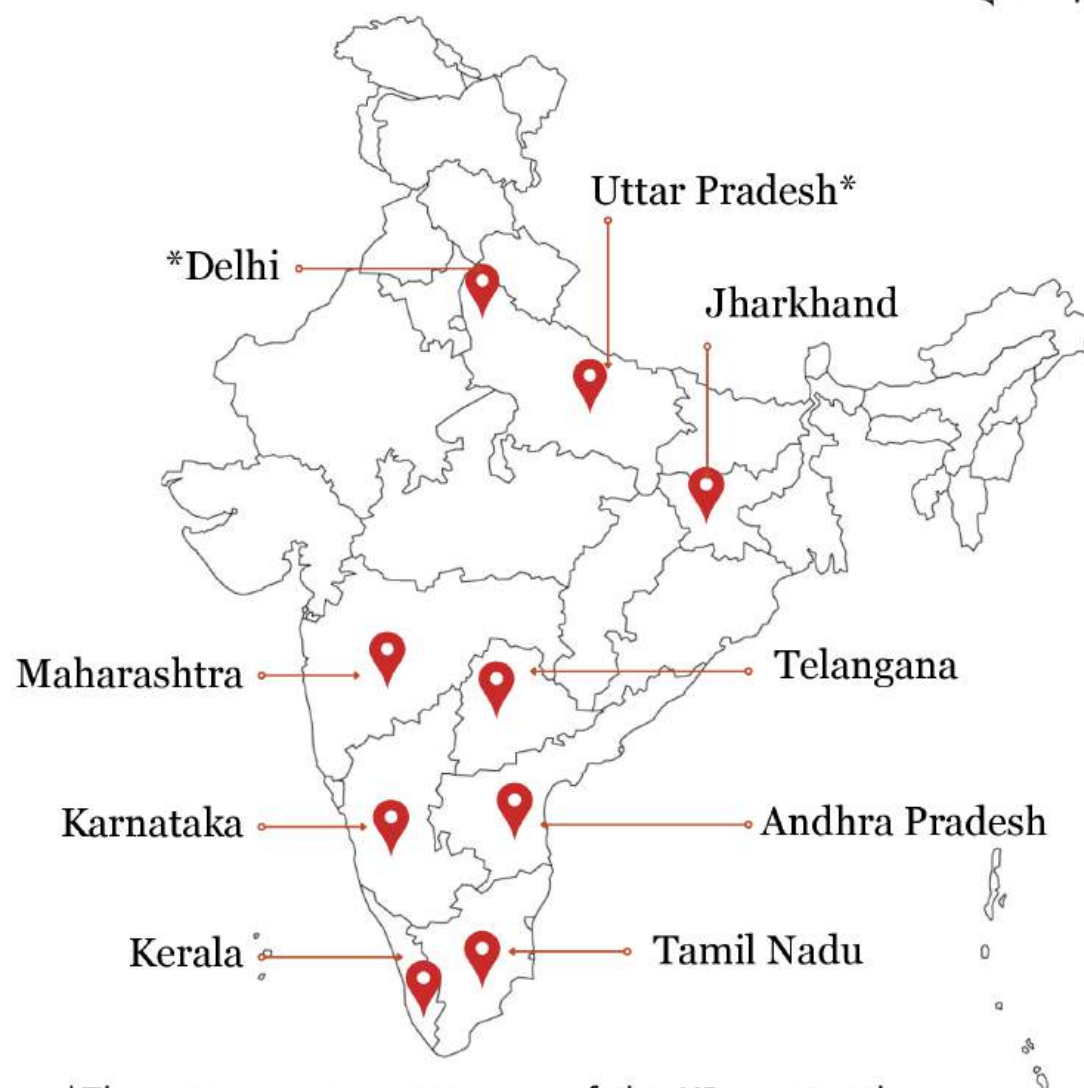 Uttar Pradesh*
*Delhi
Jharkhand
Maharashtra
Telangana
Karnataka
Andhra Pradesh
Kerala
Tamil Nadu